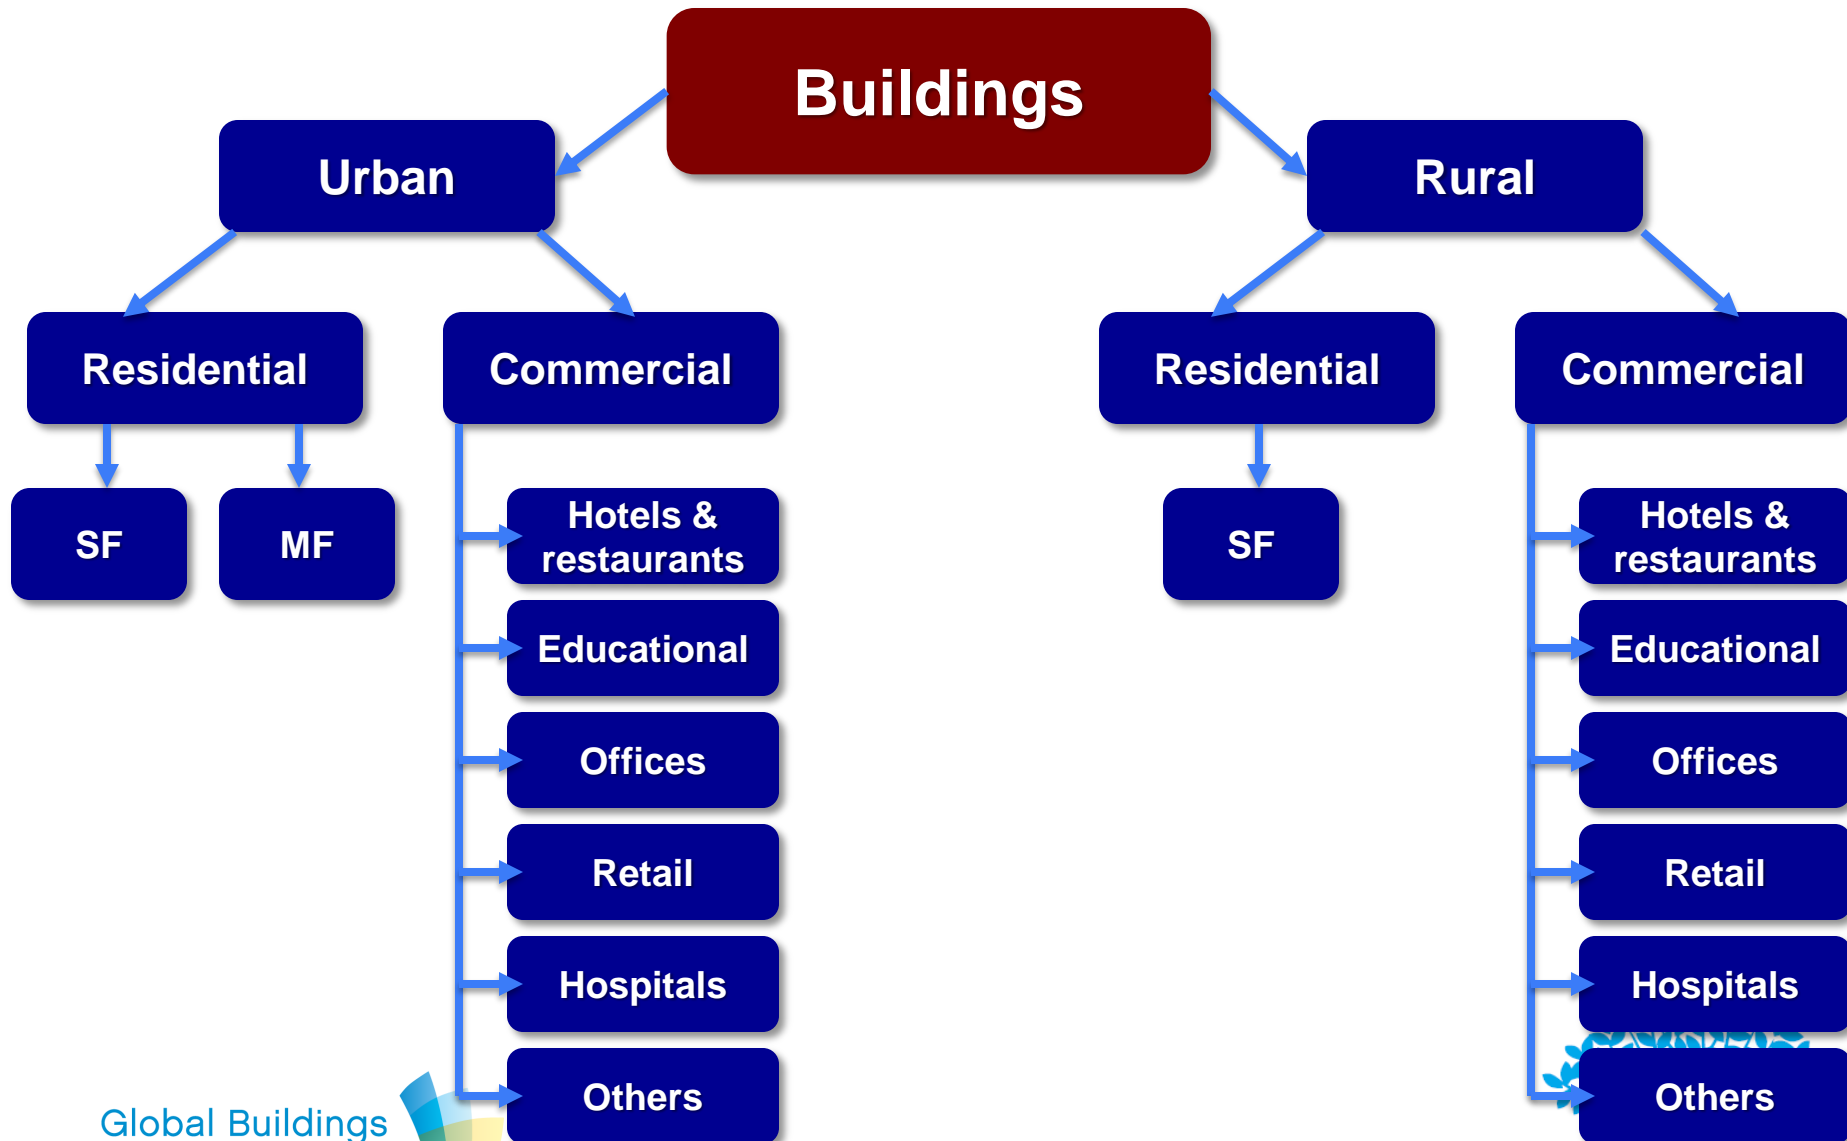 Buildings
Urban
Rural
Residential
Commercial
Residential
Commercial
SF
MF
Hotels &
restaurants
Educational
Offices
Retail
Hospitals
Others
SF
Hotels &
restaurants
Educational
Offices
Retail
Hospitals
Others
Global Buildings